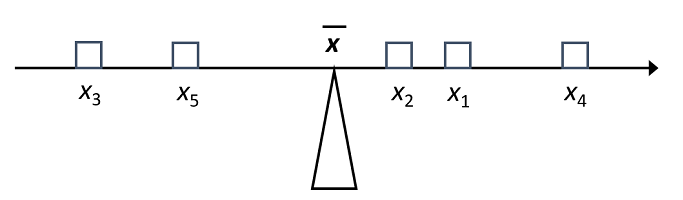 x̅
x₃ x₅ x₂ x₁ x₄